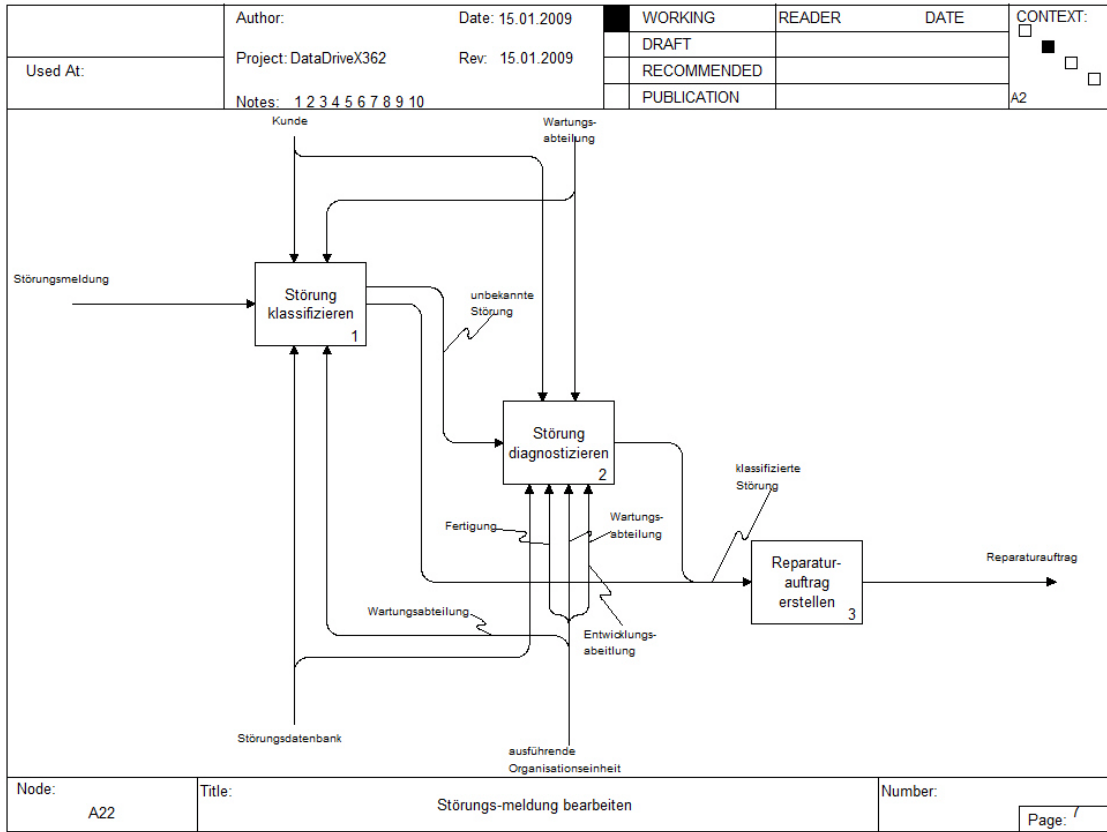 Used At:
Author:
Date: 15.01.2009
Project: DataDriveX362
Rev: 15.01.2009
Notes: 1 2 3 4 5 6 7 8 9 10
WORKING
READER
DATE
DRAFT
RECOMMENDED
PUBLICATION
CONTEXT:
A2
Kunde
Wartungs-
abteilung
Störungsmeldung
Störung
klassifizieren
1
unbekannte
Störung
Störung
diagnostizieren
2
klassifizierte
Störung
Fertigung
Wartungs-
abteilung
Reparatur-
auftrag
erstellen
3
Reparaturauftrag
Wartungsabteilung
Entwicklungs-
abeitlung
Störungsdatenbank
ausführende
Organisationseinheit
Node:
A22
Title:
Störungs-meldung bearbeiten
Number:
Page: 7